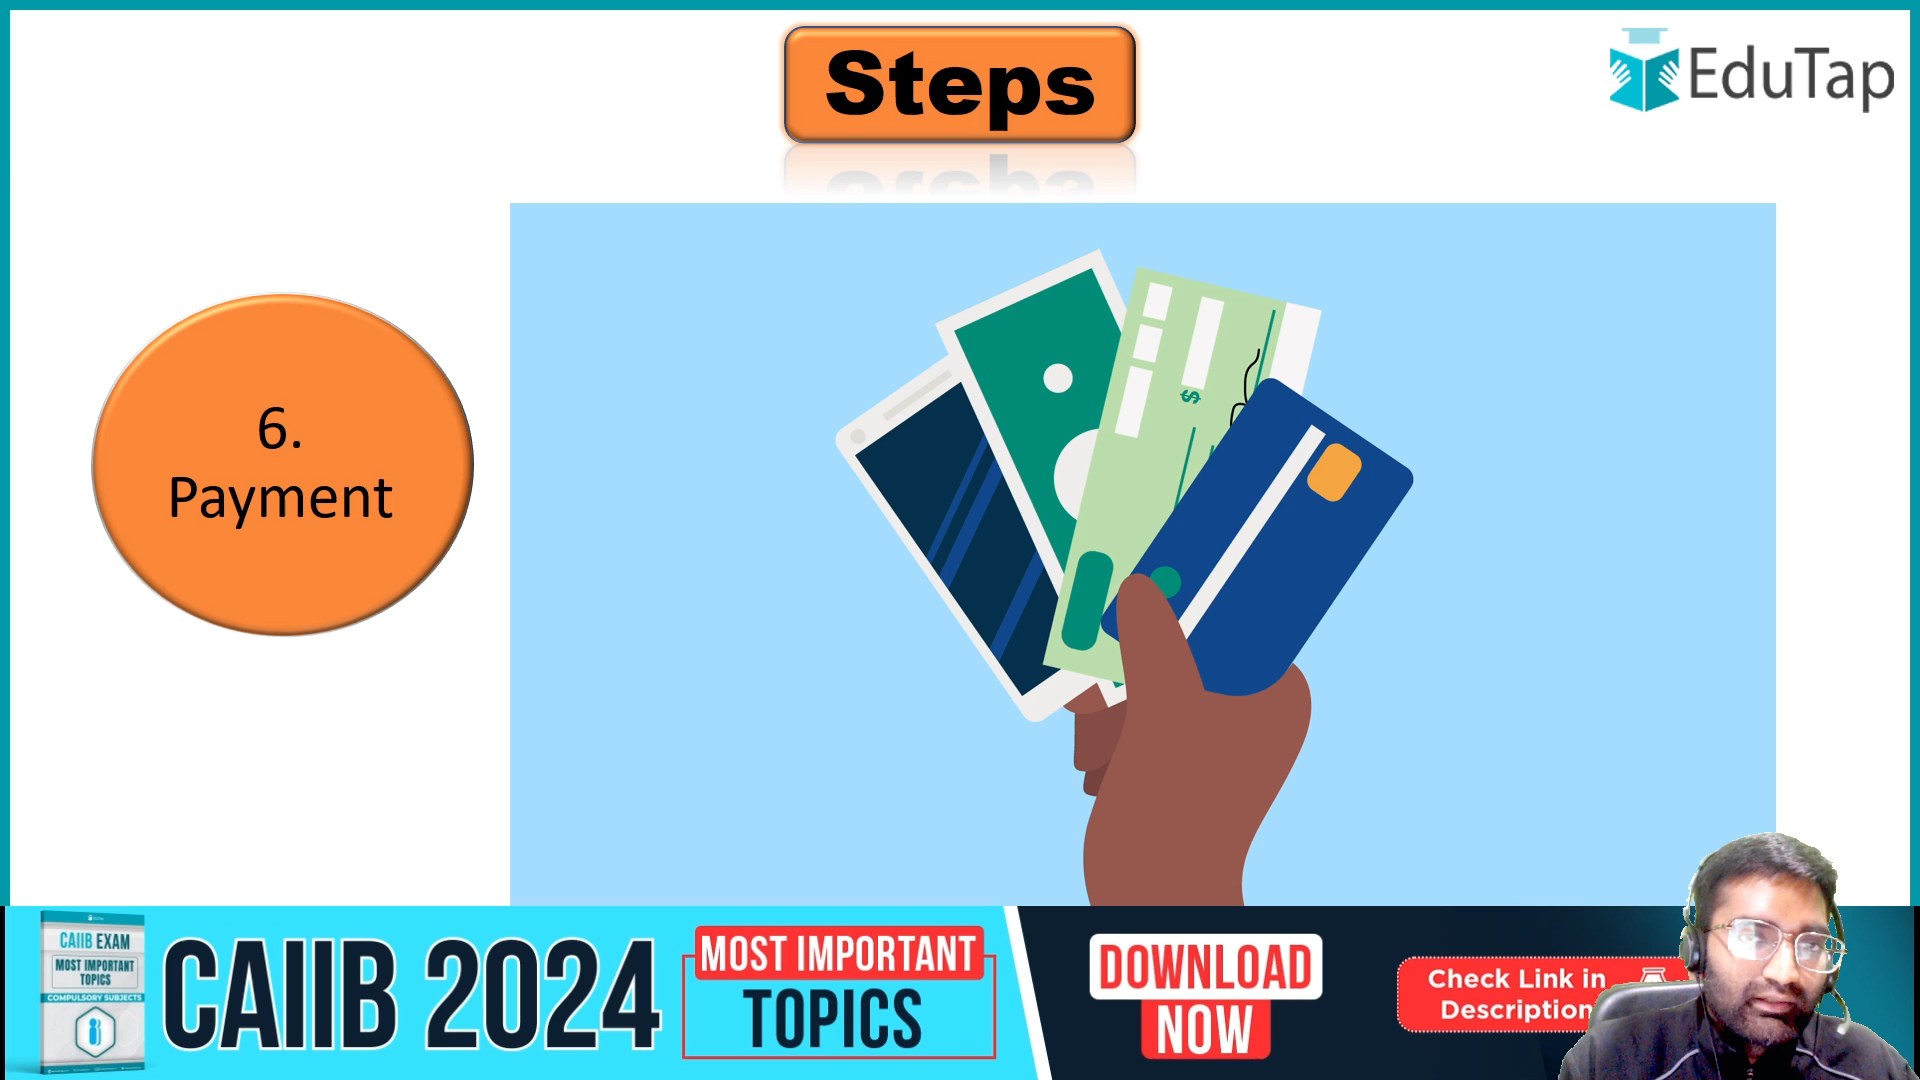 Steps
EduTap
6.
Payment
$
CAIIB EXAM
MOST IMPORTANT
TOPICS
COMPULSORY SUBJECTS
CAIIB 2024
MOST IMPORTANT
TOPICS
DOWNLOAD
NOW
Check Link in
Description